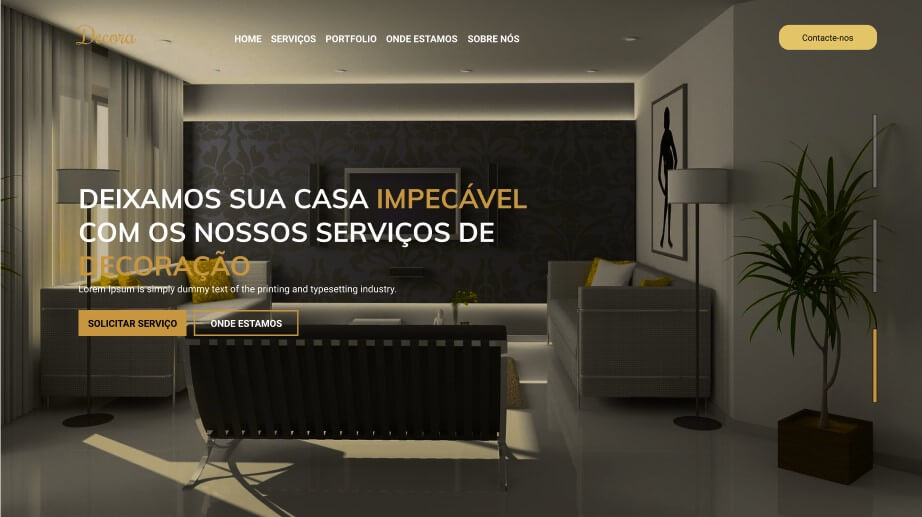 Decora
HOME SERVIÇOS PORTFOLIO ONDE ESTAMOS SOBRE NÓS
Contacte-nos
DEIXAMOS SUA CASA IMPECÁVEL
COM OS NOSSOS SERVIÇOS DE
DECORAÇÃO
Lorem Ipsum is simply dummy text of the printing and typesetting industry.
SOLICITAR SERVIÇO ONDE ESTAMOS